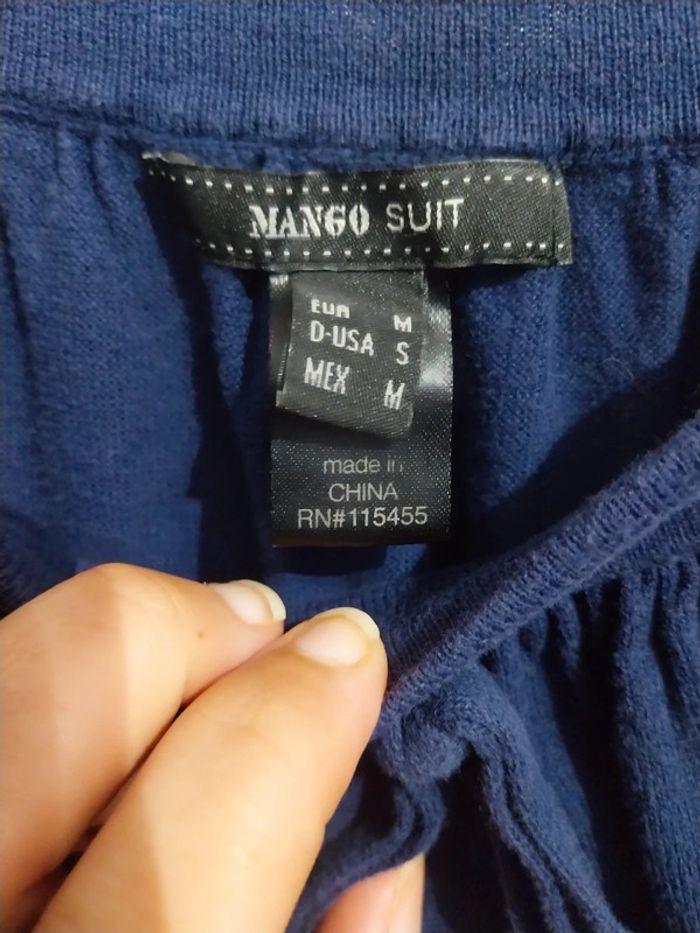 MANGO SUIT
EUR M
D-USA S
MEX M
made in
CHINA
RN#115455